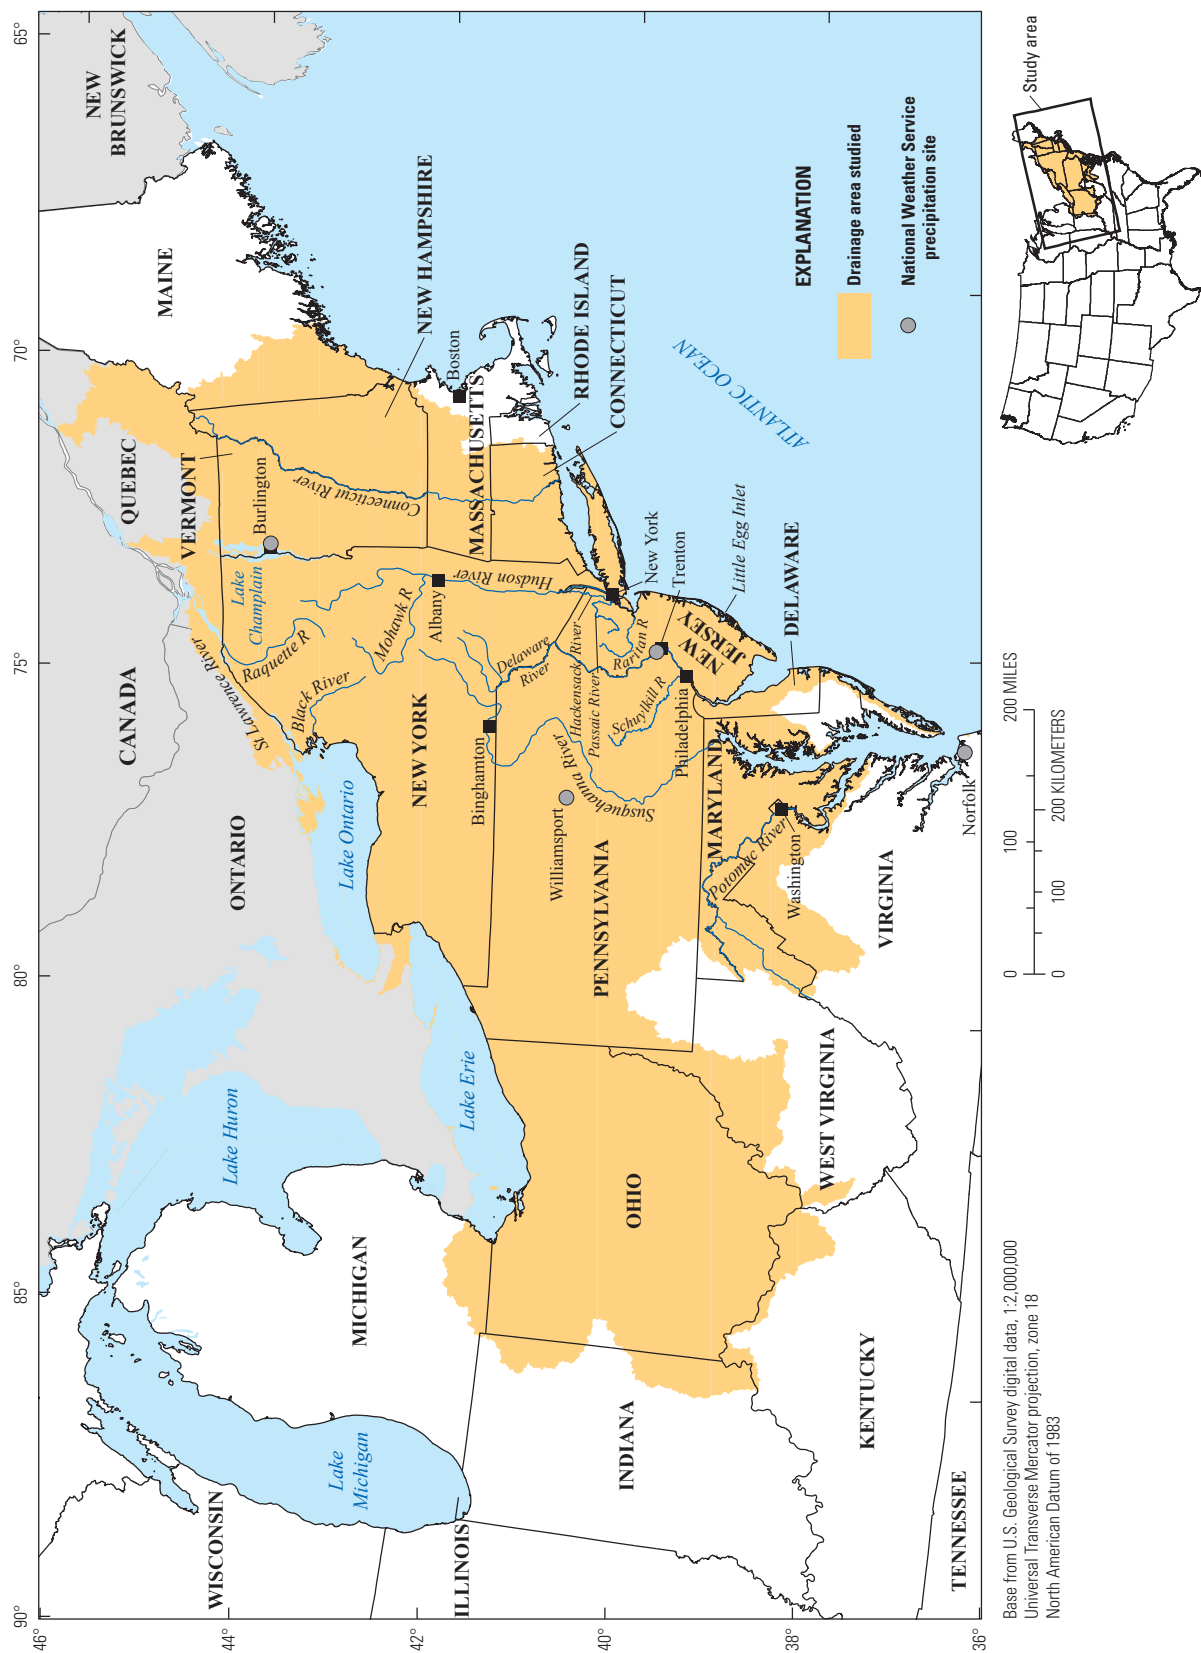 90°
85°
80°
75°
70°
65°
46°
44°
42°
40°
38°
36°
CANADA
ONTARIO
QUEBEC
NEW
BRUNSWICK
MAINE
VERMONT
NEW HAMPSHIRE
MASSACHUSETTS
RHODE ISLAND
CONNECTICUT
NEW YORK
PENNSYLVANIA
NEW
JERSEY
DELAWARE
MARYLAND
VIRGINIA
WEST VIRGINIA
OHIO
MICHIGAN
INDIANA
KENTUCKY
TENNESSEE
ILLINOIS
WISCONSIN
Lake
Michigan
Lake Huron
Lake Erie
Lake Ontario
Lake
Champlain
ATLANTIC OCEAN
St Lawrence River
Raquette R
Black River
Mohawk R
Hudson River
Connecticut River
Delaware
River
Hackensack River
Passaic River
Raritan R
Schuylkill R
Susquehanna River
Potomac River
Little Egg Inlet
Burlington
Albany
Boston
Binghamton
Williamsport
New York
Trenton
Philadelphia
Washington
Norfolk
EXPLANATION
Drainage area studied
National Weather Service
precipitation site
Study area
0
100
200 MILES
0
100
200 KILOMETERS
Base from U.S. Geological Survey digital data, 1:2,000,000
Universal Transverse Mercator projection, zone 18
North American Datum of 1983